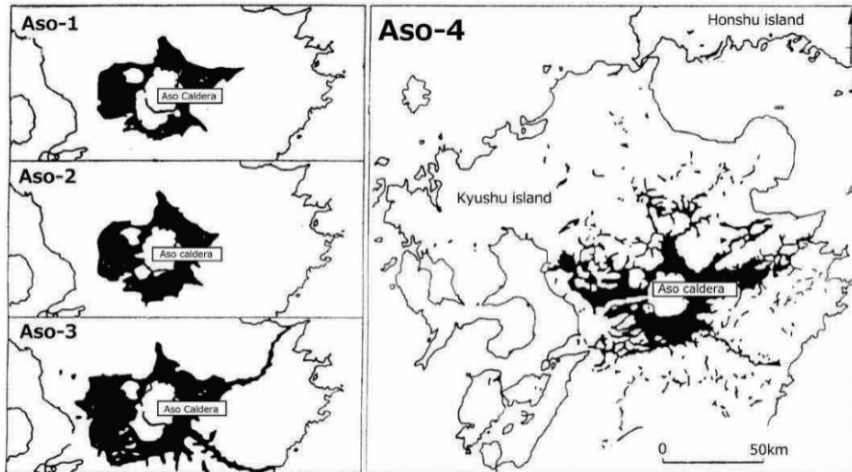 Aso-1
Aso Caldera
Aso-2
Aso caldera
Aso-3
Aso Caldera
Aso-4
Honshu island
Kyushu island
Aso caldera
0 50km